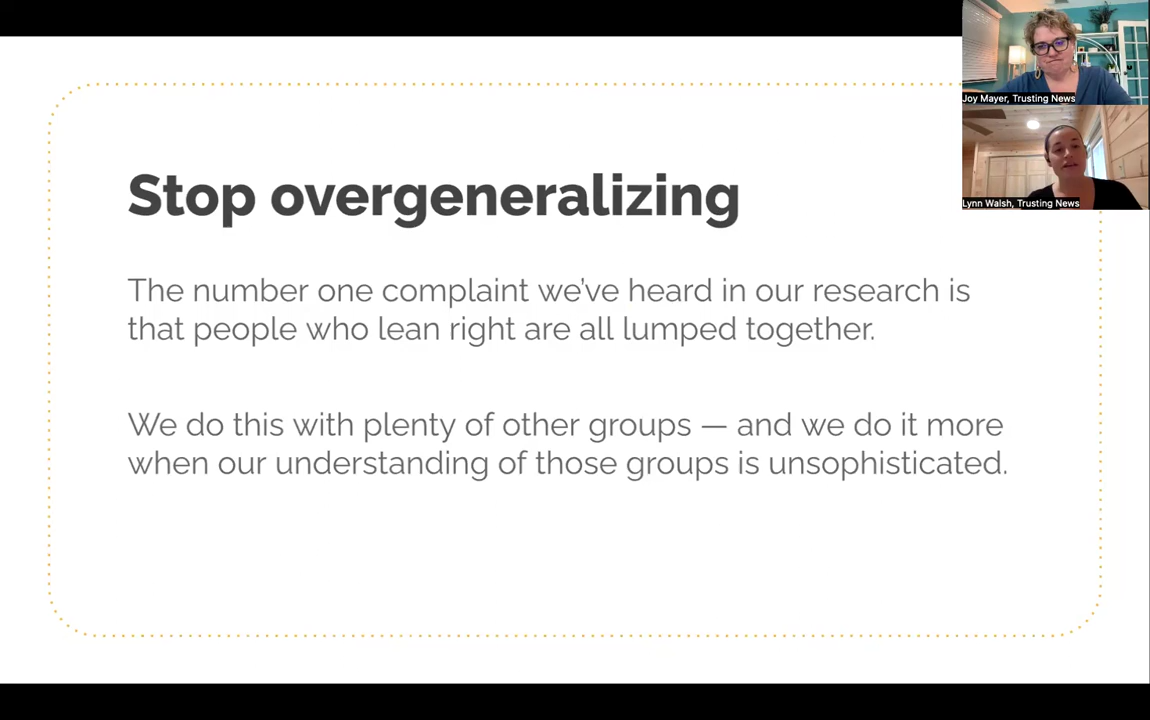 Joy Mayer, Trusting News
Lynn Walsh, Trusting News
Stop overgeneralizing
The number one complaint we’ve heard in our research is
that people who lean right are all lumped together.
We do this with plenty of other groups — and we do it more
when our understanding of those groups is unsophisticated.